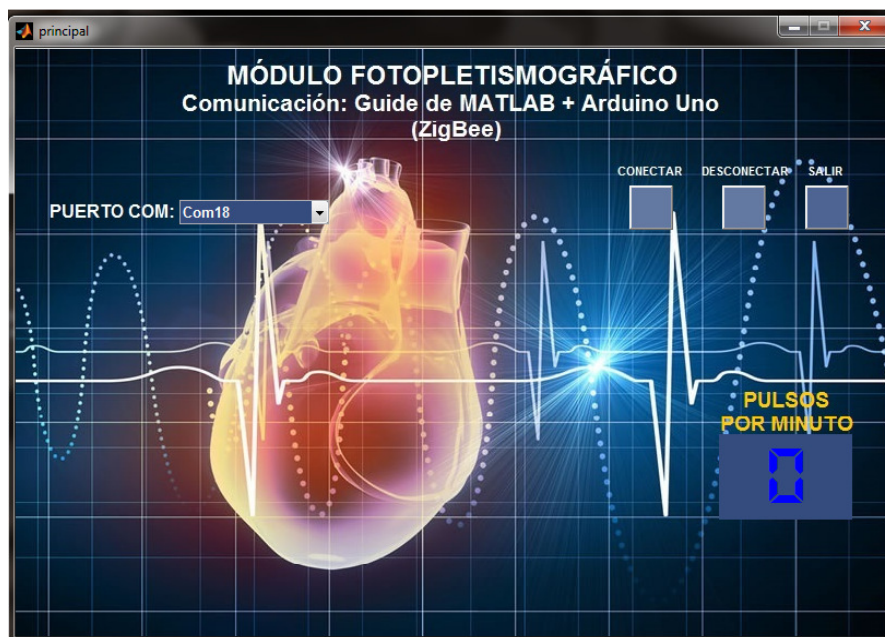 principal
MÓDULO FOTOPLETISMOGRÁFICO
Comunicación: Guide de MATLAB + Arduino Uno
(ZigBee)
CONECTAR DESCONECTAR SALIR
PUERTO COM: Com18
PULSOS
POR MINUTO
0